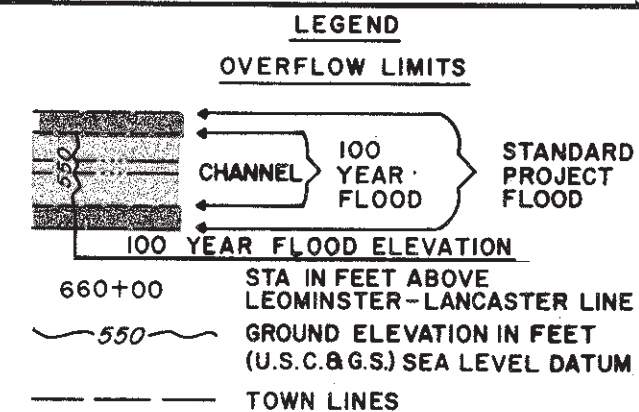 LEGEND
OVERFLOW LIMITS
550
CHANNEL
100
YEAR
FLOOD
STANDARD
PROJECT
FLOOD
100 YEAR FLOOD ELEVATION
660+00
STA IN FEET ABOVE
LEOMINSTER-LANCASTER LINE
550
GROUND ELEVATION IN FEET
(U.S.C.&G.S.) SEA LEVEL DATUM
TOWN LINES